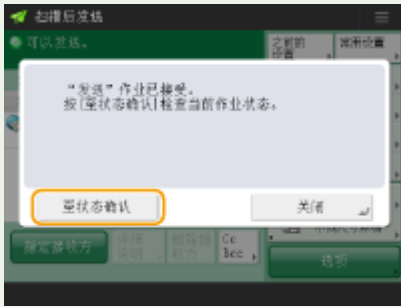 扫描后发送
可以发送。
之前的
设置
常用设置
“发送”作业已接受。
按[至状态确认]检查当前作业状态。
至状态确认
关闭
指定接收方
Cc
Bcc
选项